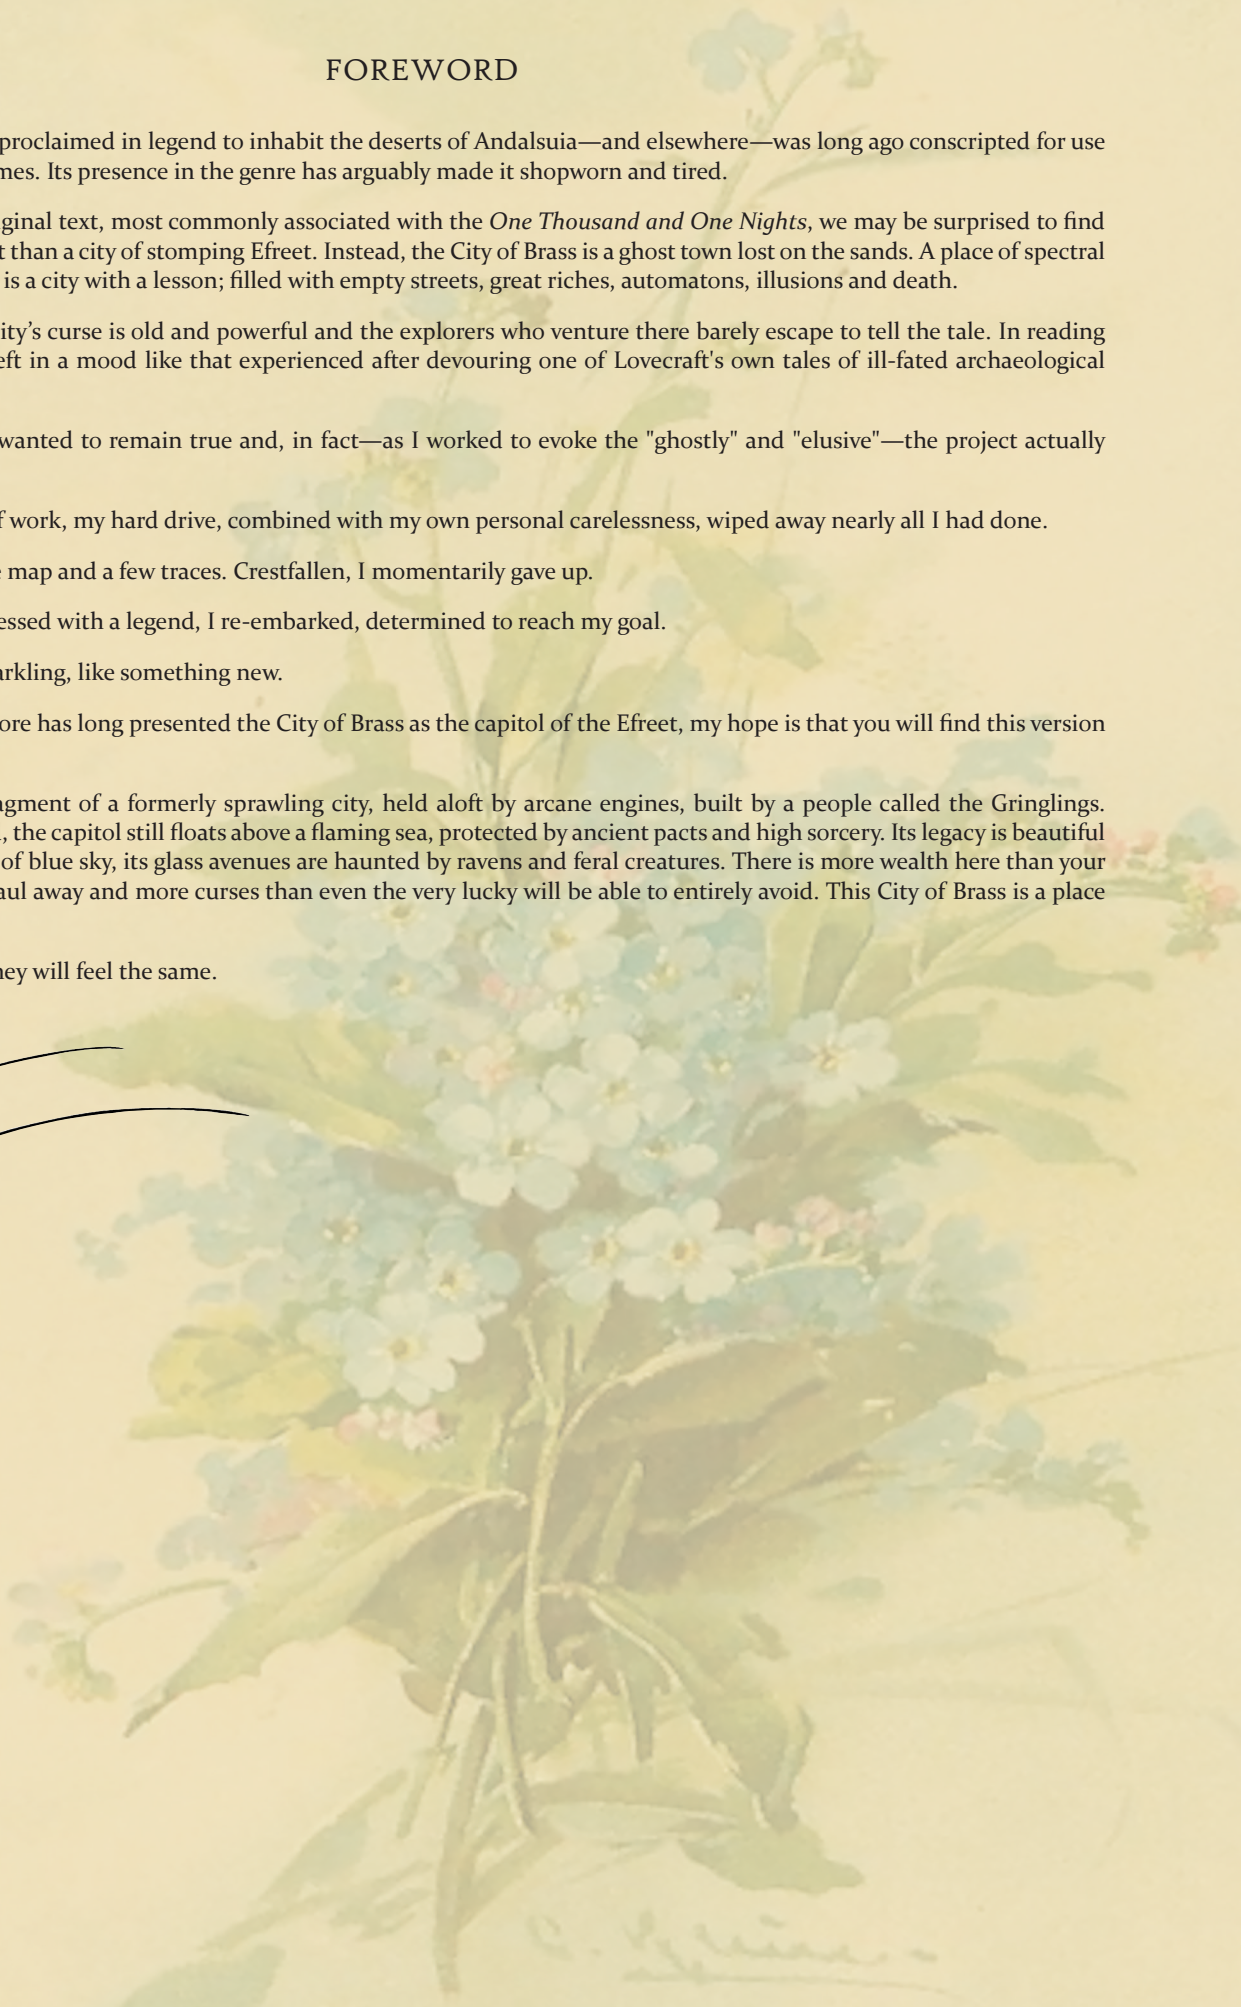 FOREWORD
proclaimed in legend to inhabit the deserts of Andalsuia—and elsewhere—was long ago conscripted for use
mes. Its presence in the genre has arguably made it shopworn and tired.
ginal text, most commonly associated with the One Thousand and One Nights, we may be surprised to find
t than a city of stomping Efreet. Instead, the City of Brass is a ghost town lost on the sands. A place of spectral
is a city with a lesson; filled with empty streets, great riches, automatons, illusions and death.
ity's curse is old and powerful and the explorers who venture there barely escape to tell the tale. In reading
eft in a mood like that experienced after devouring one of Lovecraft's own tales of ill-fated archaeological
wanted to remain true and, in fact—as I worked to evoke the "ghostly" and "elusive"—the project actually
f work, my hard drive, combined with my own personal carelessness, wiped away nearly all I had done.
e map and a few traces. Crestfallen, I momentarily gave up.
essed with a legend, I re-embarked, determined to reach my goal.
arkling, like something new.
ore has long presented the City of Brass as the capitol of the Efreet, my hope is that you will find this version
agment of a formerly sprawling city, held aloft by arcane engines, built by a people called the Gringlings.
, the capitol still floats above a flaming sea, protected by ancient pacts and high sorcery. Its legacy is beautiful
of blue sky, its glass avenues are haunted by ravens and feral creatures. There is more wealth here than your
aul away and more curses than even the very lucky will be able to entirely avoid. This City of Brass is a place
hey will feel the same.